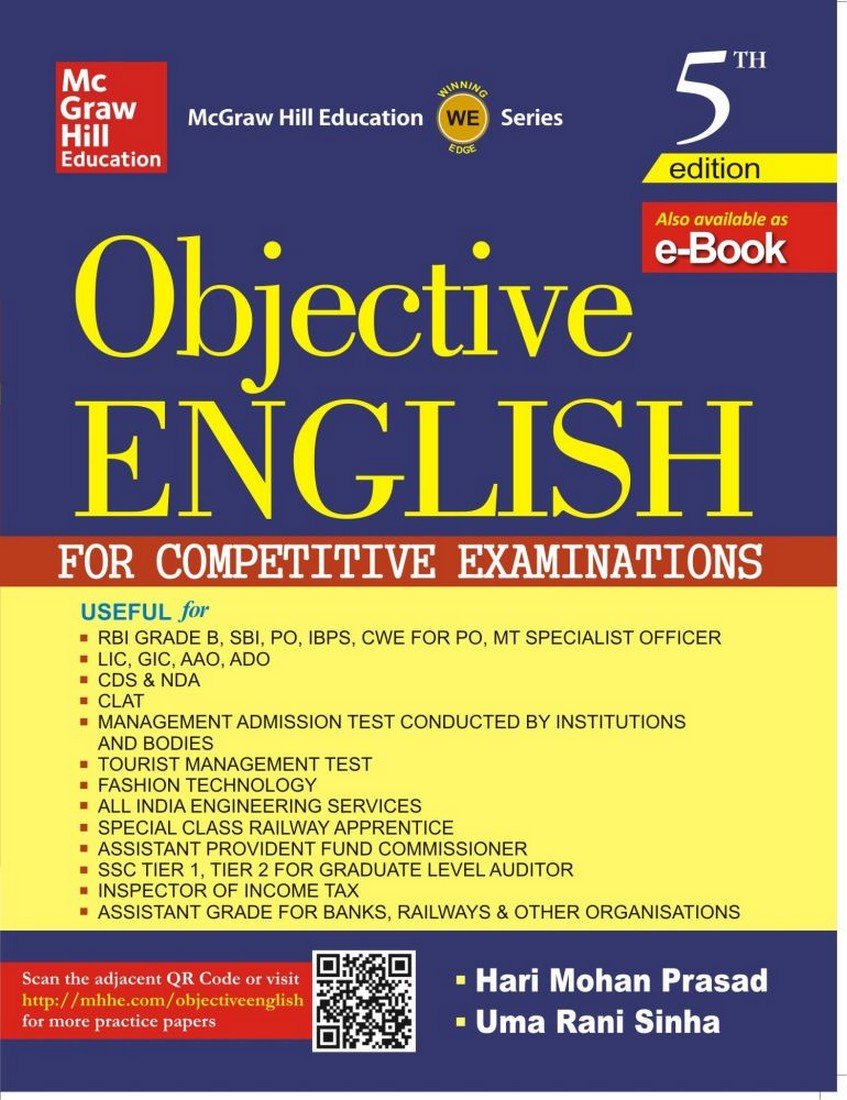 Mc
Graw
Hill
Education
McGraw Hill Education
WINNING
WE
EDGE
Series
5TH
edition
Also available as
e-Book
Objective
ENGLISH
FOR COMPETITIVE EXAMINATIONS
USEFUL for
▪ RBI GRADE B, SBI, PO, IBPS, CWE FOR PO, MT SPECIALIST OFFICER
▪ LIC, GIC, AAO, ADO
▪ CDS & NDA
▪ CLAT
▪ MANAGEMENT ADMISSION TEST CONDUCTED BY INSTITUTIONS
AND BODIES
▪ TOURIST MANAGEMENT TEST
▪ FASHION TECHNOLOGY
▪ ALL INDIA ENGINEERING SERVICES
▪ SPECIAL CLASS RAILWAY APPRENTICE
▪ ASSISTANT PROVIDENT FUND COMMISSIONER
▪ SSC TIER 1, TIER 2 FOR GRADUATE LEVEL AUDITOR
▪ INSPECTOR OF INCOME TAX
▪ ASSISTANT GRADE FOR BANKS, RAILWAYS & OTHER ORGANISATIONS
Scan the adjacent QR Code or visit
http://mhhe.com/objectiveenglish
for more practice papers
▪ Hari Mohan Prasad
▪ Uma Rani Sinha